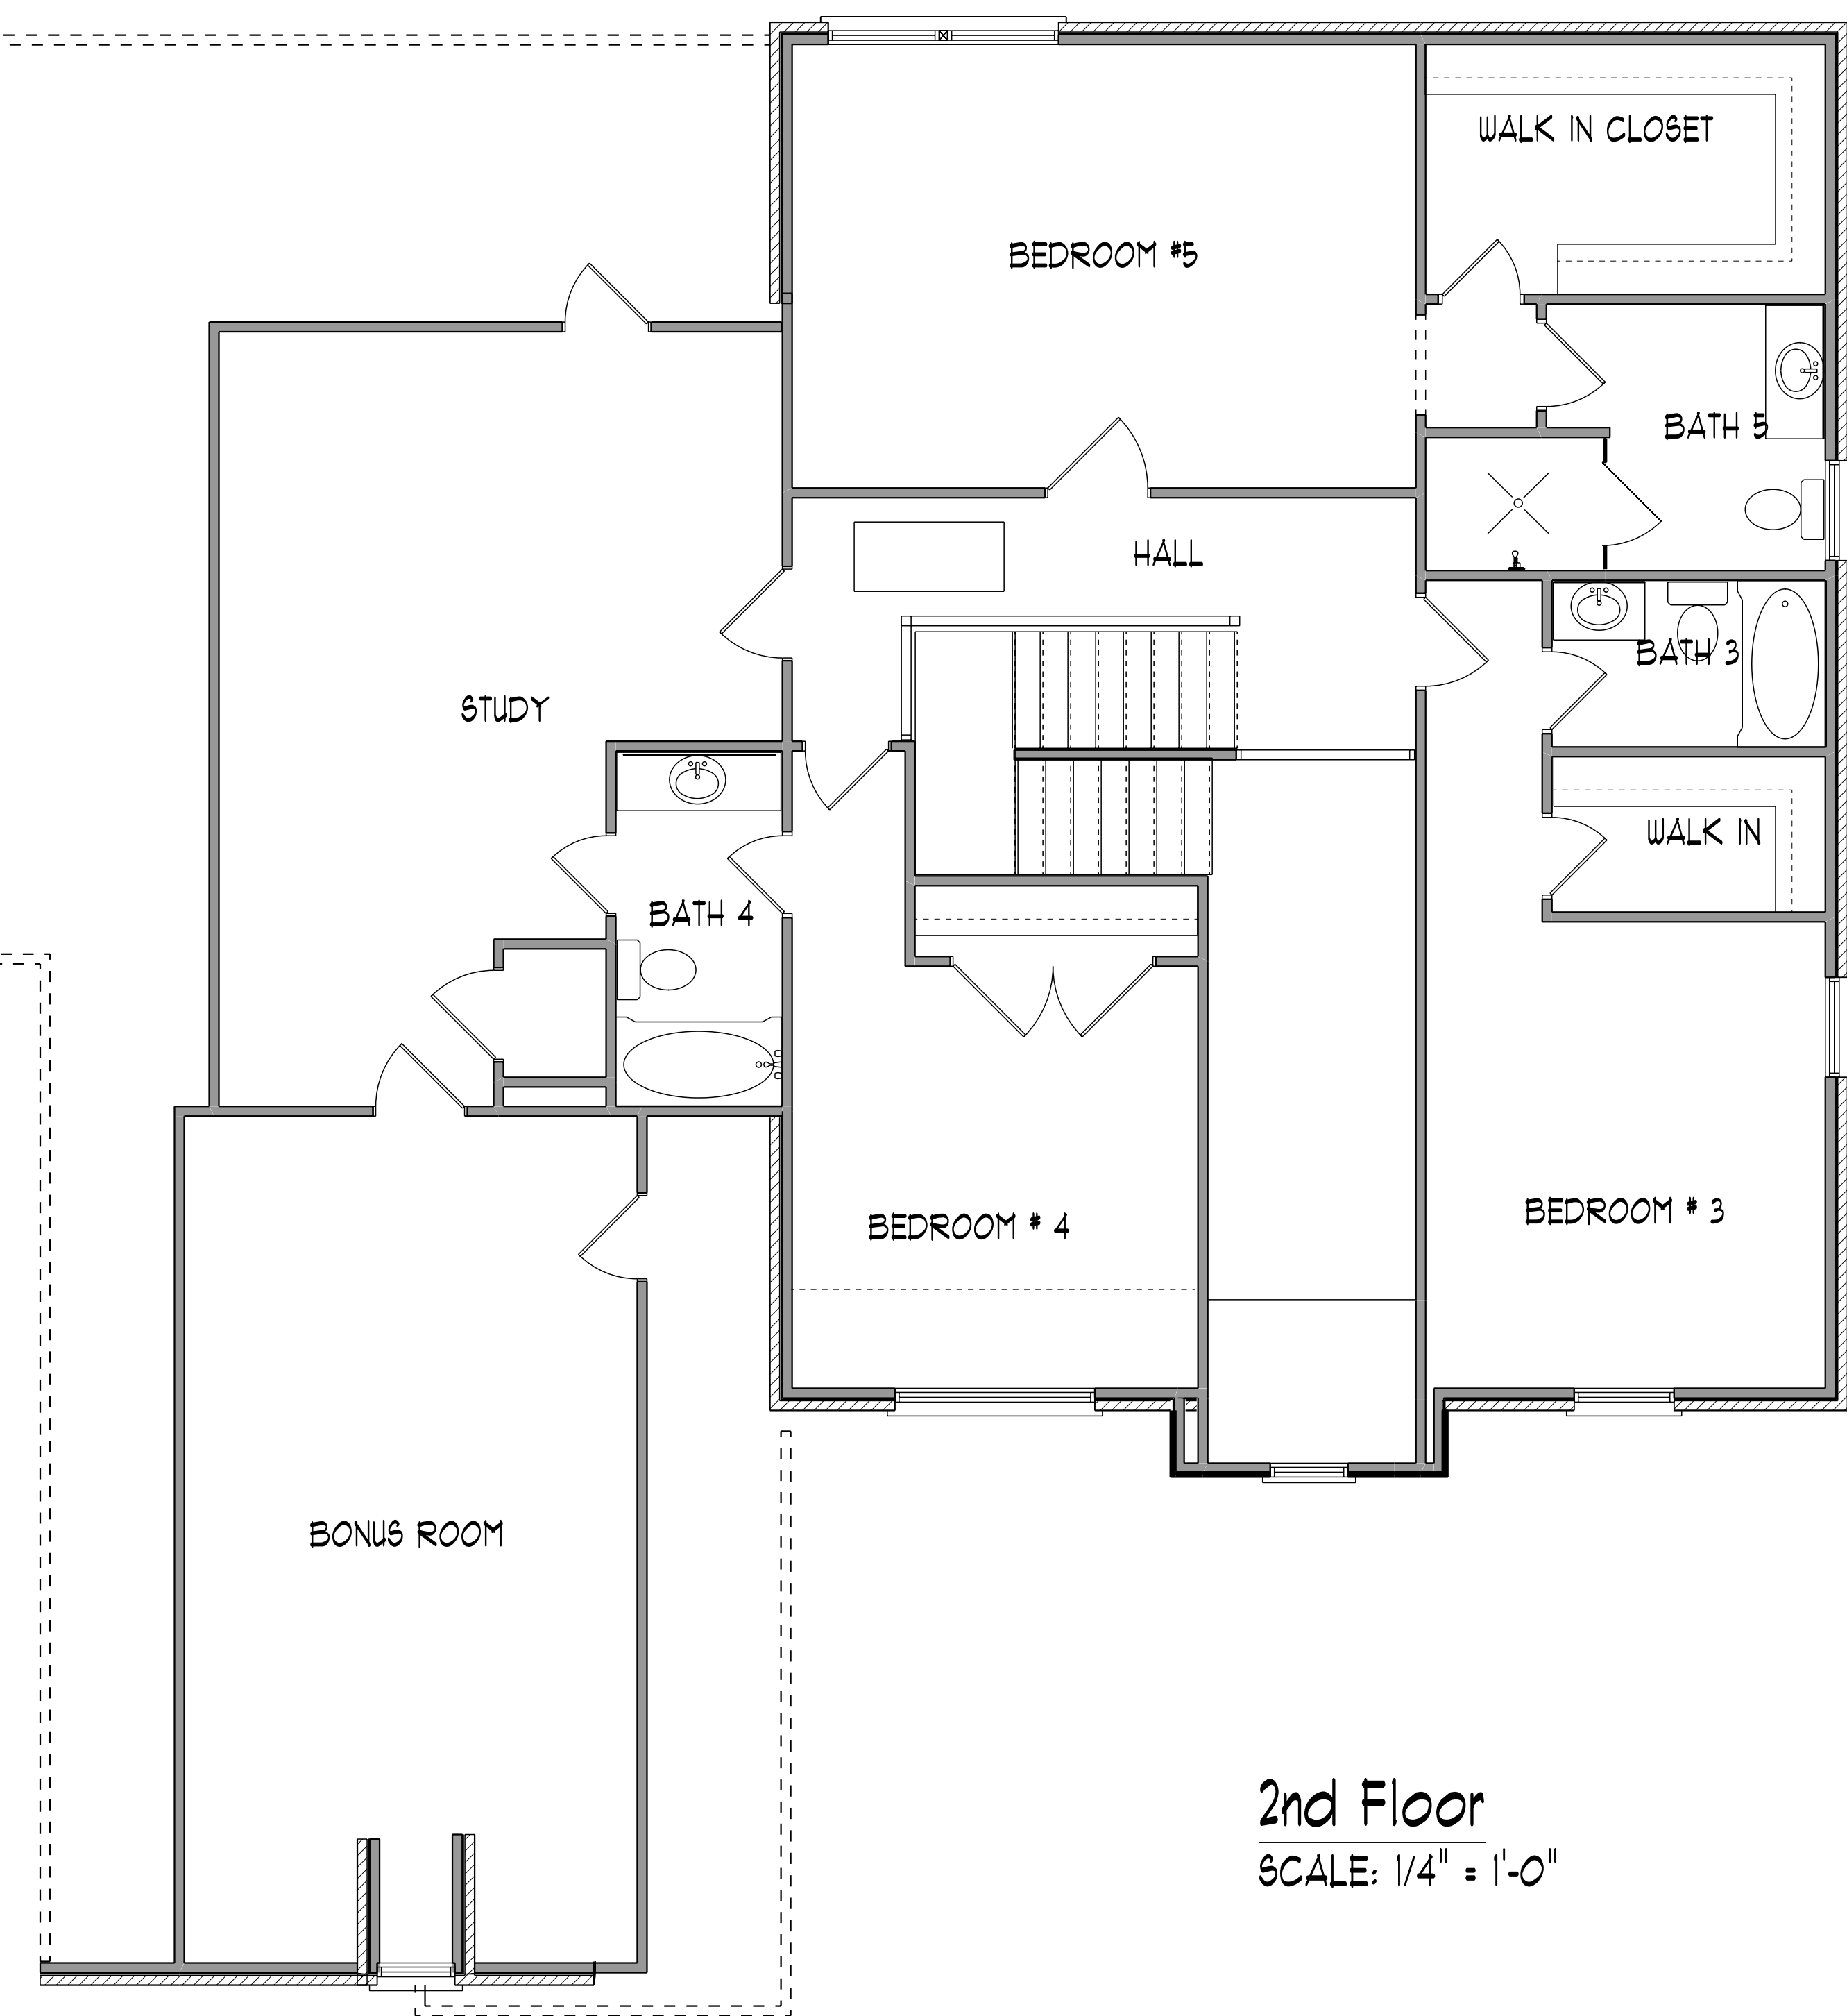 WALK IN CLOSET
BEDROOM #5
BATH 5
HALL
BATH 3
STUDY
WALK IN
BATH 4
BEDROOM # 3
BEDROOM # 4
BONUS ROOM
2nd Floor
SCALE: 1/4" = 1'-0"